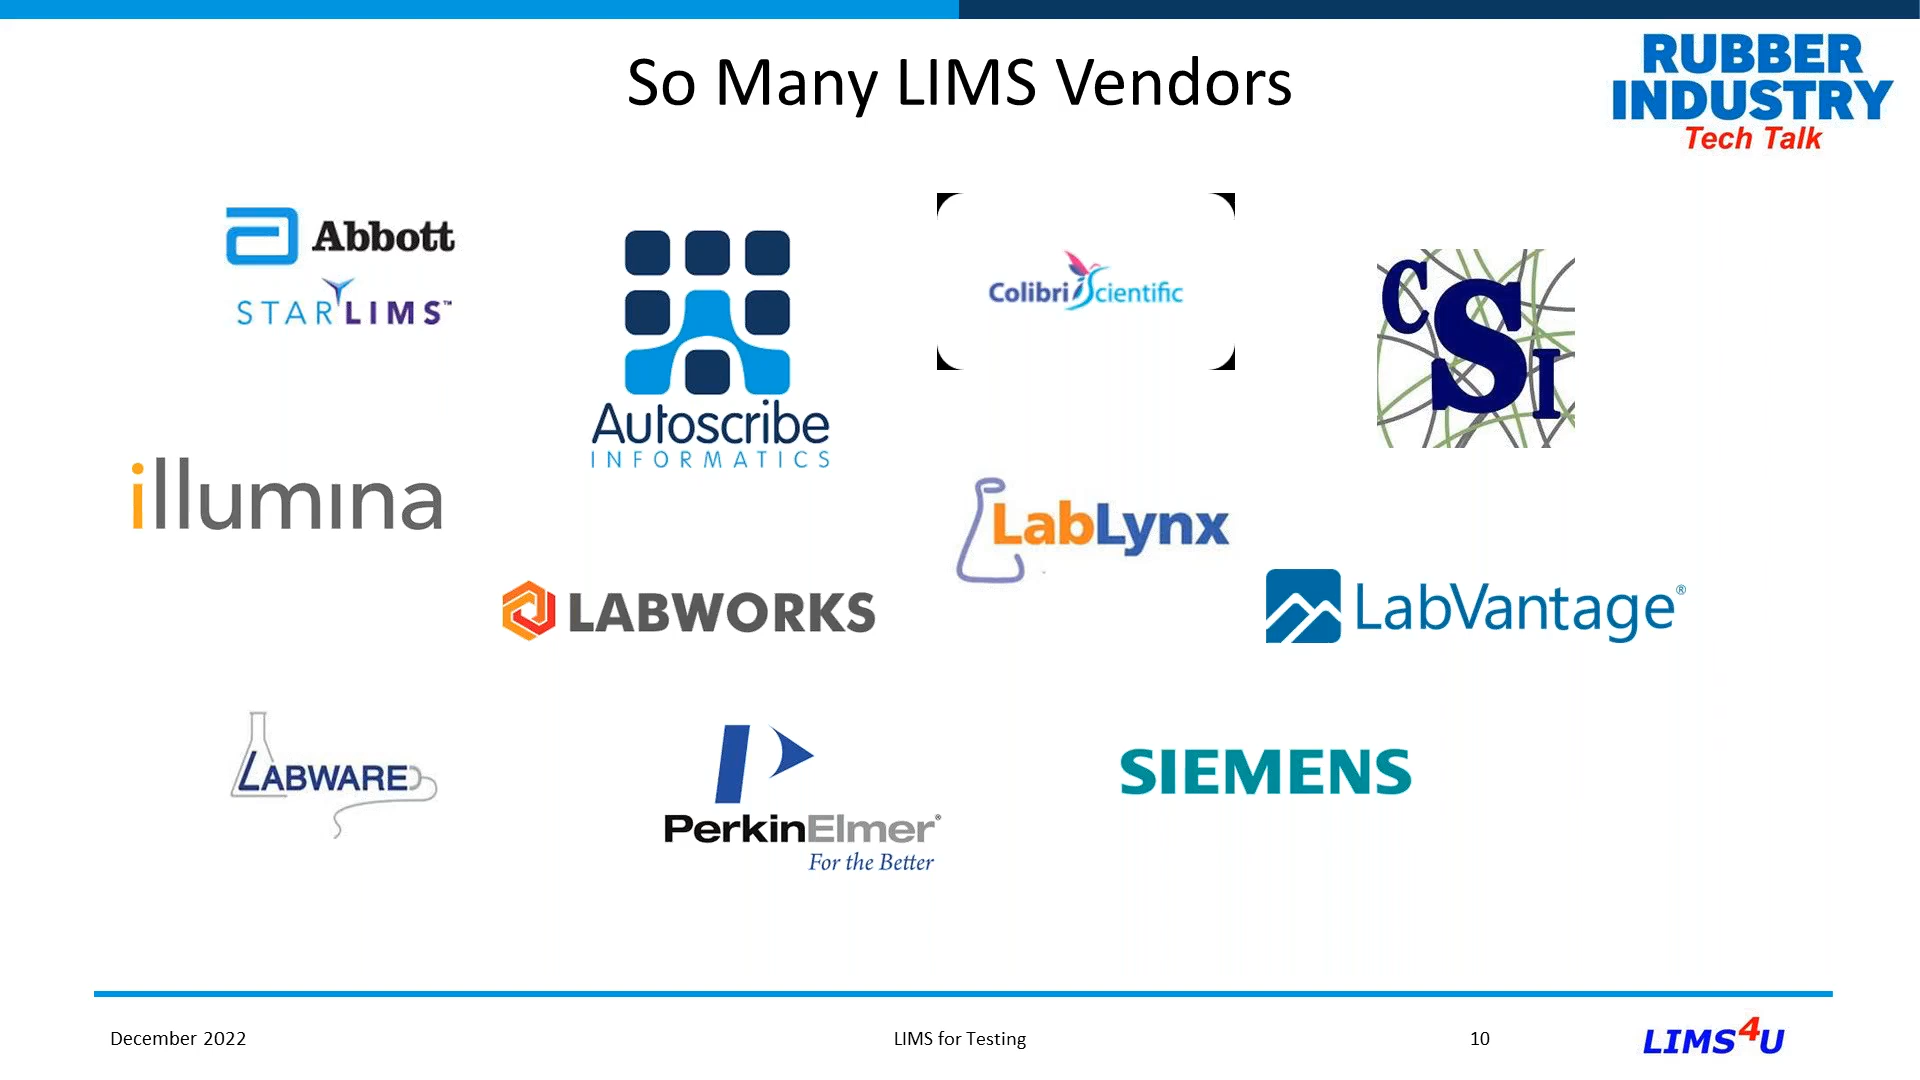 So Many LIMS Vendors
RUBBER
INDUSTRY
Tech Talk
Abbott
STARLIMS™
Autoscribe
INFORMATICS
Colibri Scientific
CSI
illumina
LabLynx
LABWORKS
LabVantage®
LABWARE
PerkinElmer®
For the Better
SIEMENS
December 2022
LIMS for Testing
10
LIMS4U